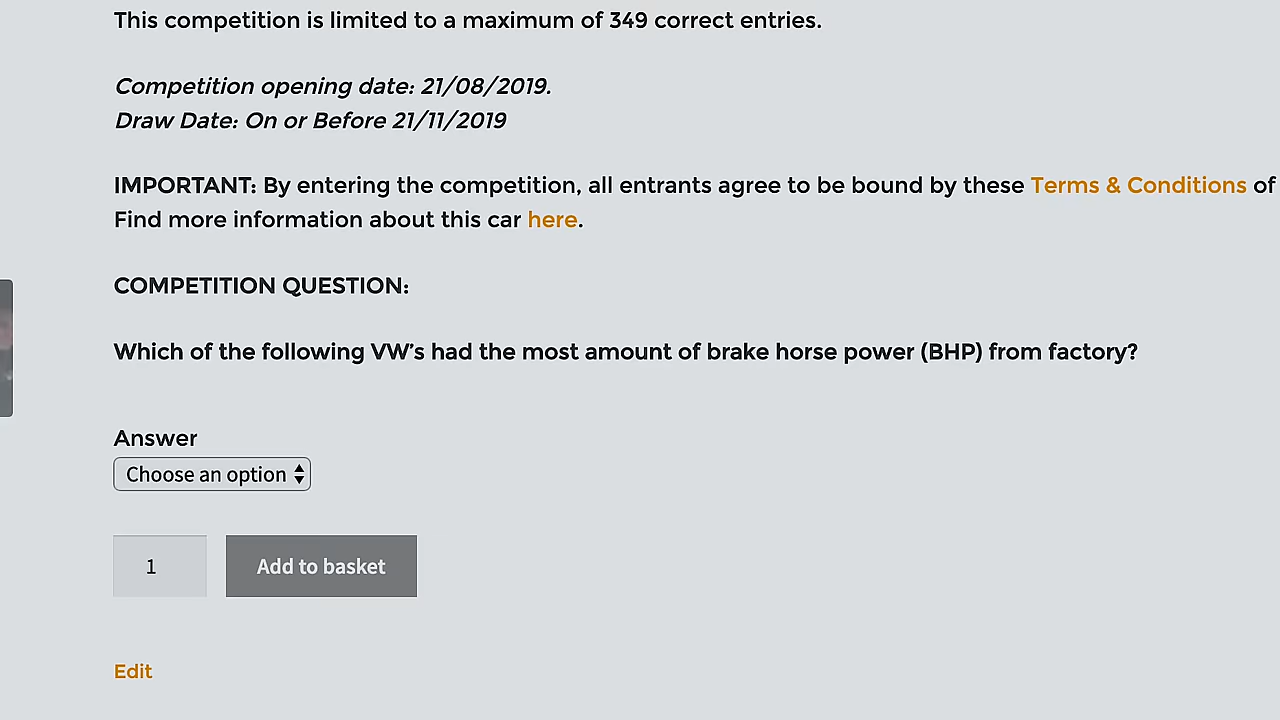 This competition is limited to a maximum of 349 correct entries.
Competition opening date: 21/08/2019.
Draw Date: On or Before 21/11/2019
IMPORTANT: By entering the competition, all entrants agree to be bound by these Terms & Conditions of
Find more information about this car here.
COMPETITION QUESTION:
Which of the following VW’s had the most amount of brake horse power (BHP) from factory?
Answer
Choose an option
1
Add to basket
Edit